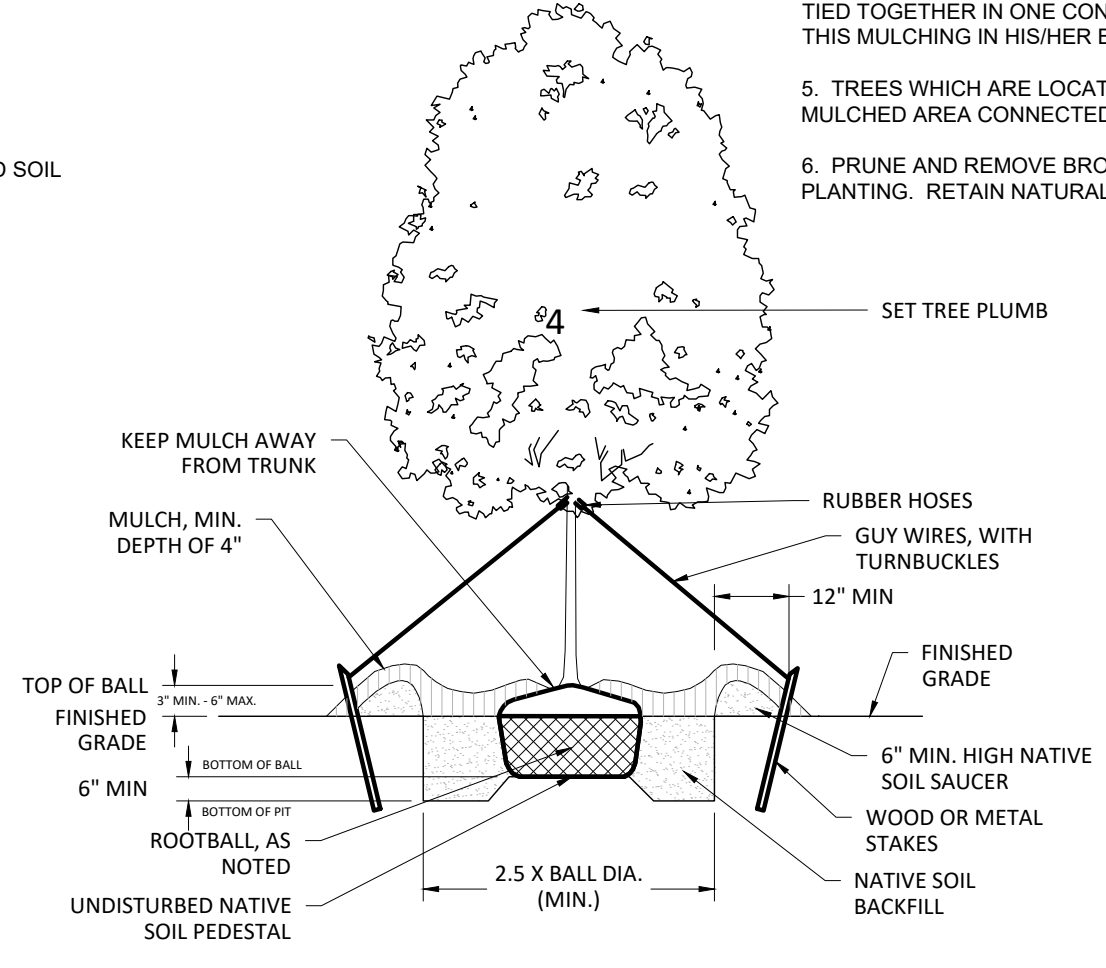 TIED TOGETHER IN ONE CON
THIS MULCHING IN HIS/HER
5. TREES WHICH ARE LOCAT
MULCHED AREA CONNECTED
6. PRUNE AND REMOVE BRO
PLANTING. RETAIN NATURAL
SOIL
4
SET TREE PLUMB
KEEP MULCH AWAY
FROM TRUNK
MULCH, MIN.
DEPTH OF 4"
RUBBER HOSES
GUY WIRES, WITH
TURNBUCKLES
12" MIN
TOP OF BALL
3" MIN. - 6" MAX.
FINISHED
GRADE
FINISHED
GRADE
BOTTOM OF BALL
6" MIN
BOTTOM OF PIT
6" MIN. HIGH NATIVE
SOIL SAUCER
WOOD OR METAL
STAKES
ROOTBALL, AS
NOTED
2.5 X BALL DIA.
(MIN.)
NATIVE SOIL
BACKFILL
UNDISTURBED NATIVE
SOIL PEDESTAL